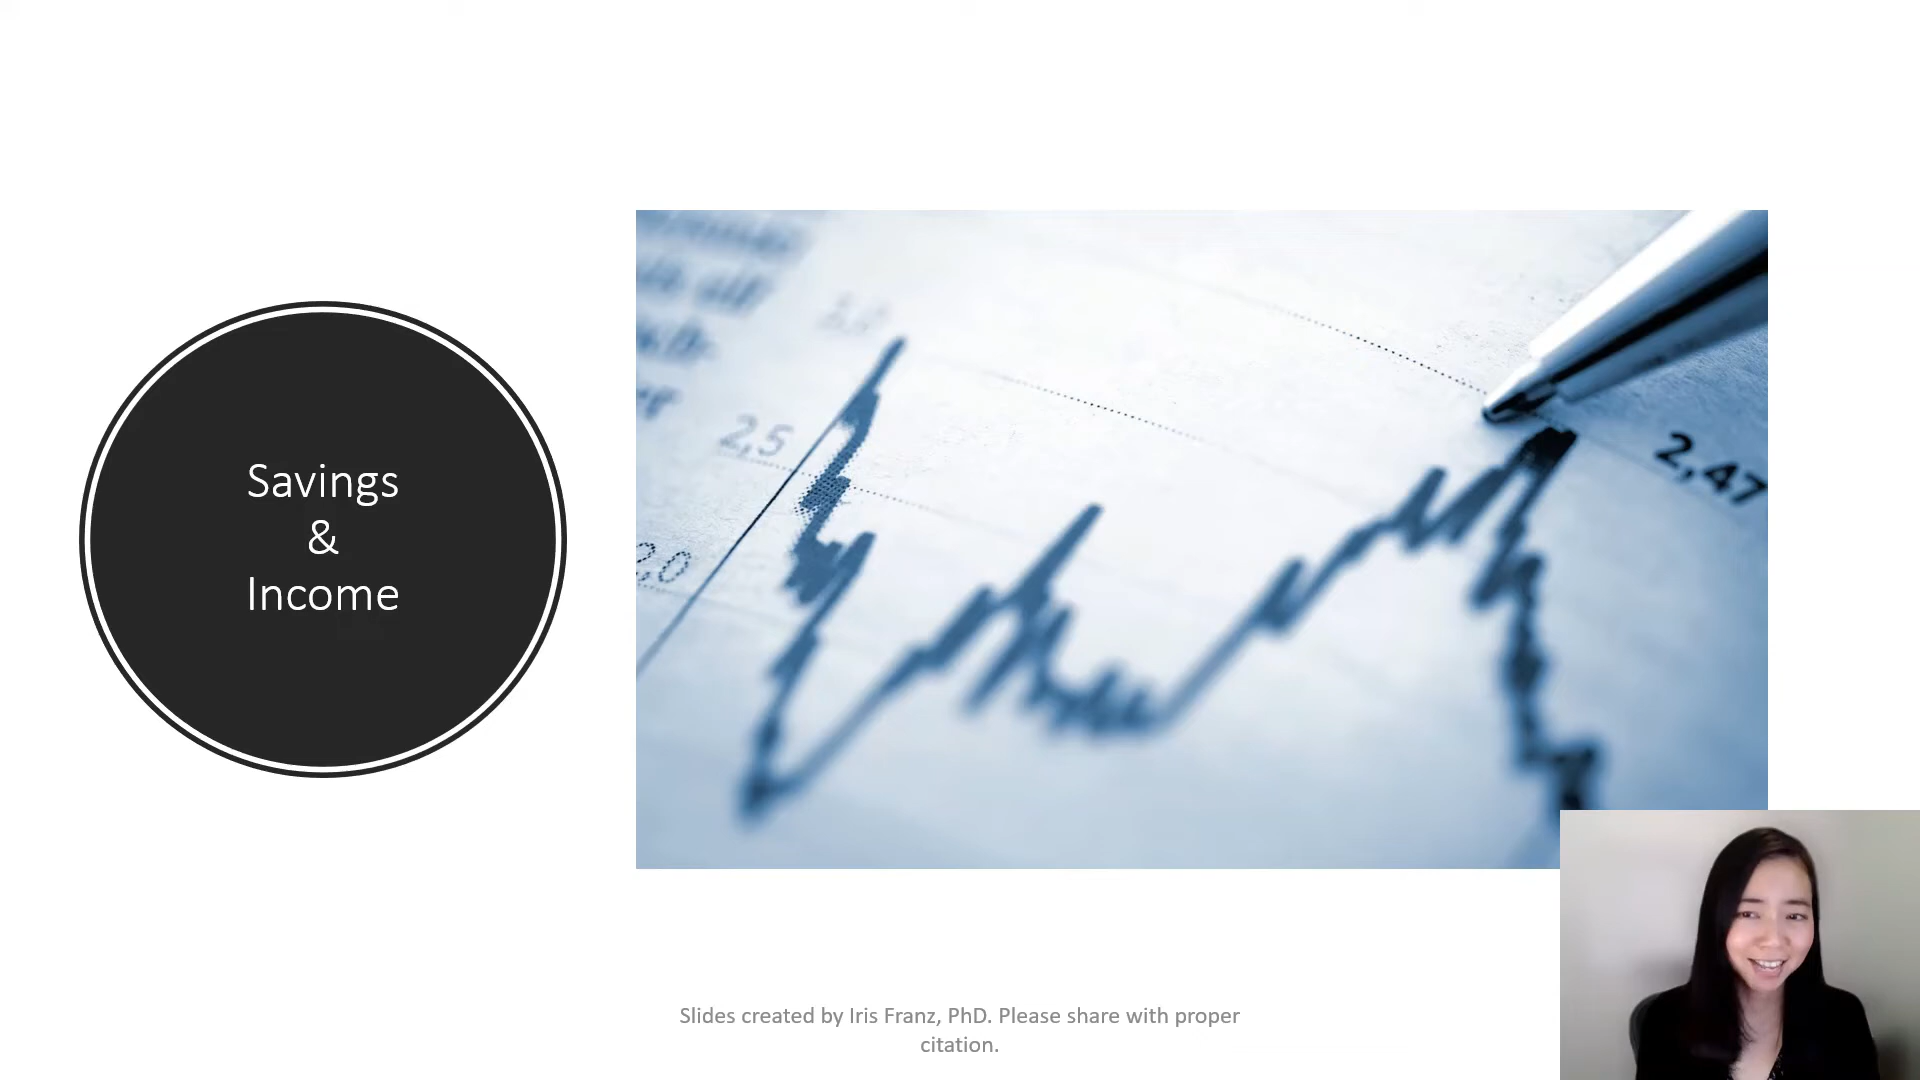 Savings
&
Income
2,5
2,0
2,47
Slides created by Iris Franz, PhD. Please share with proper
citation.